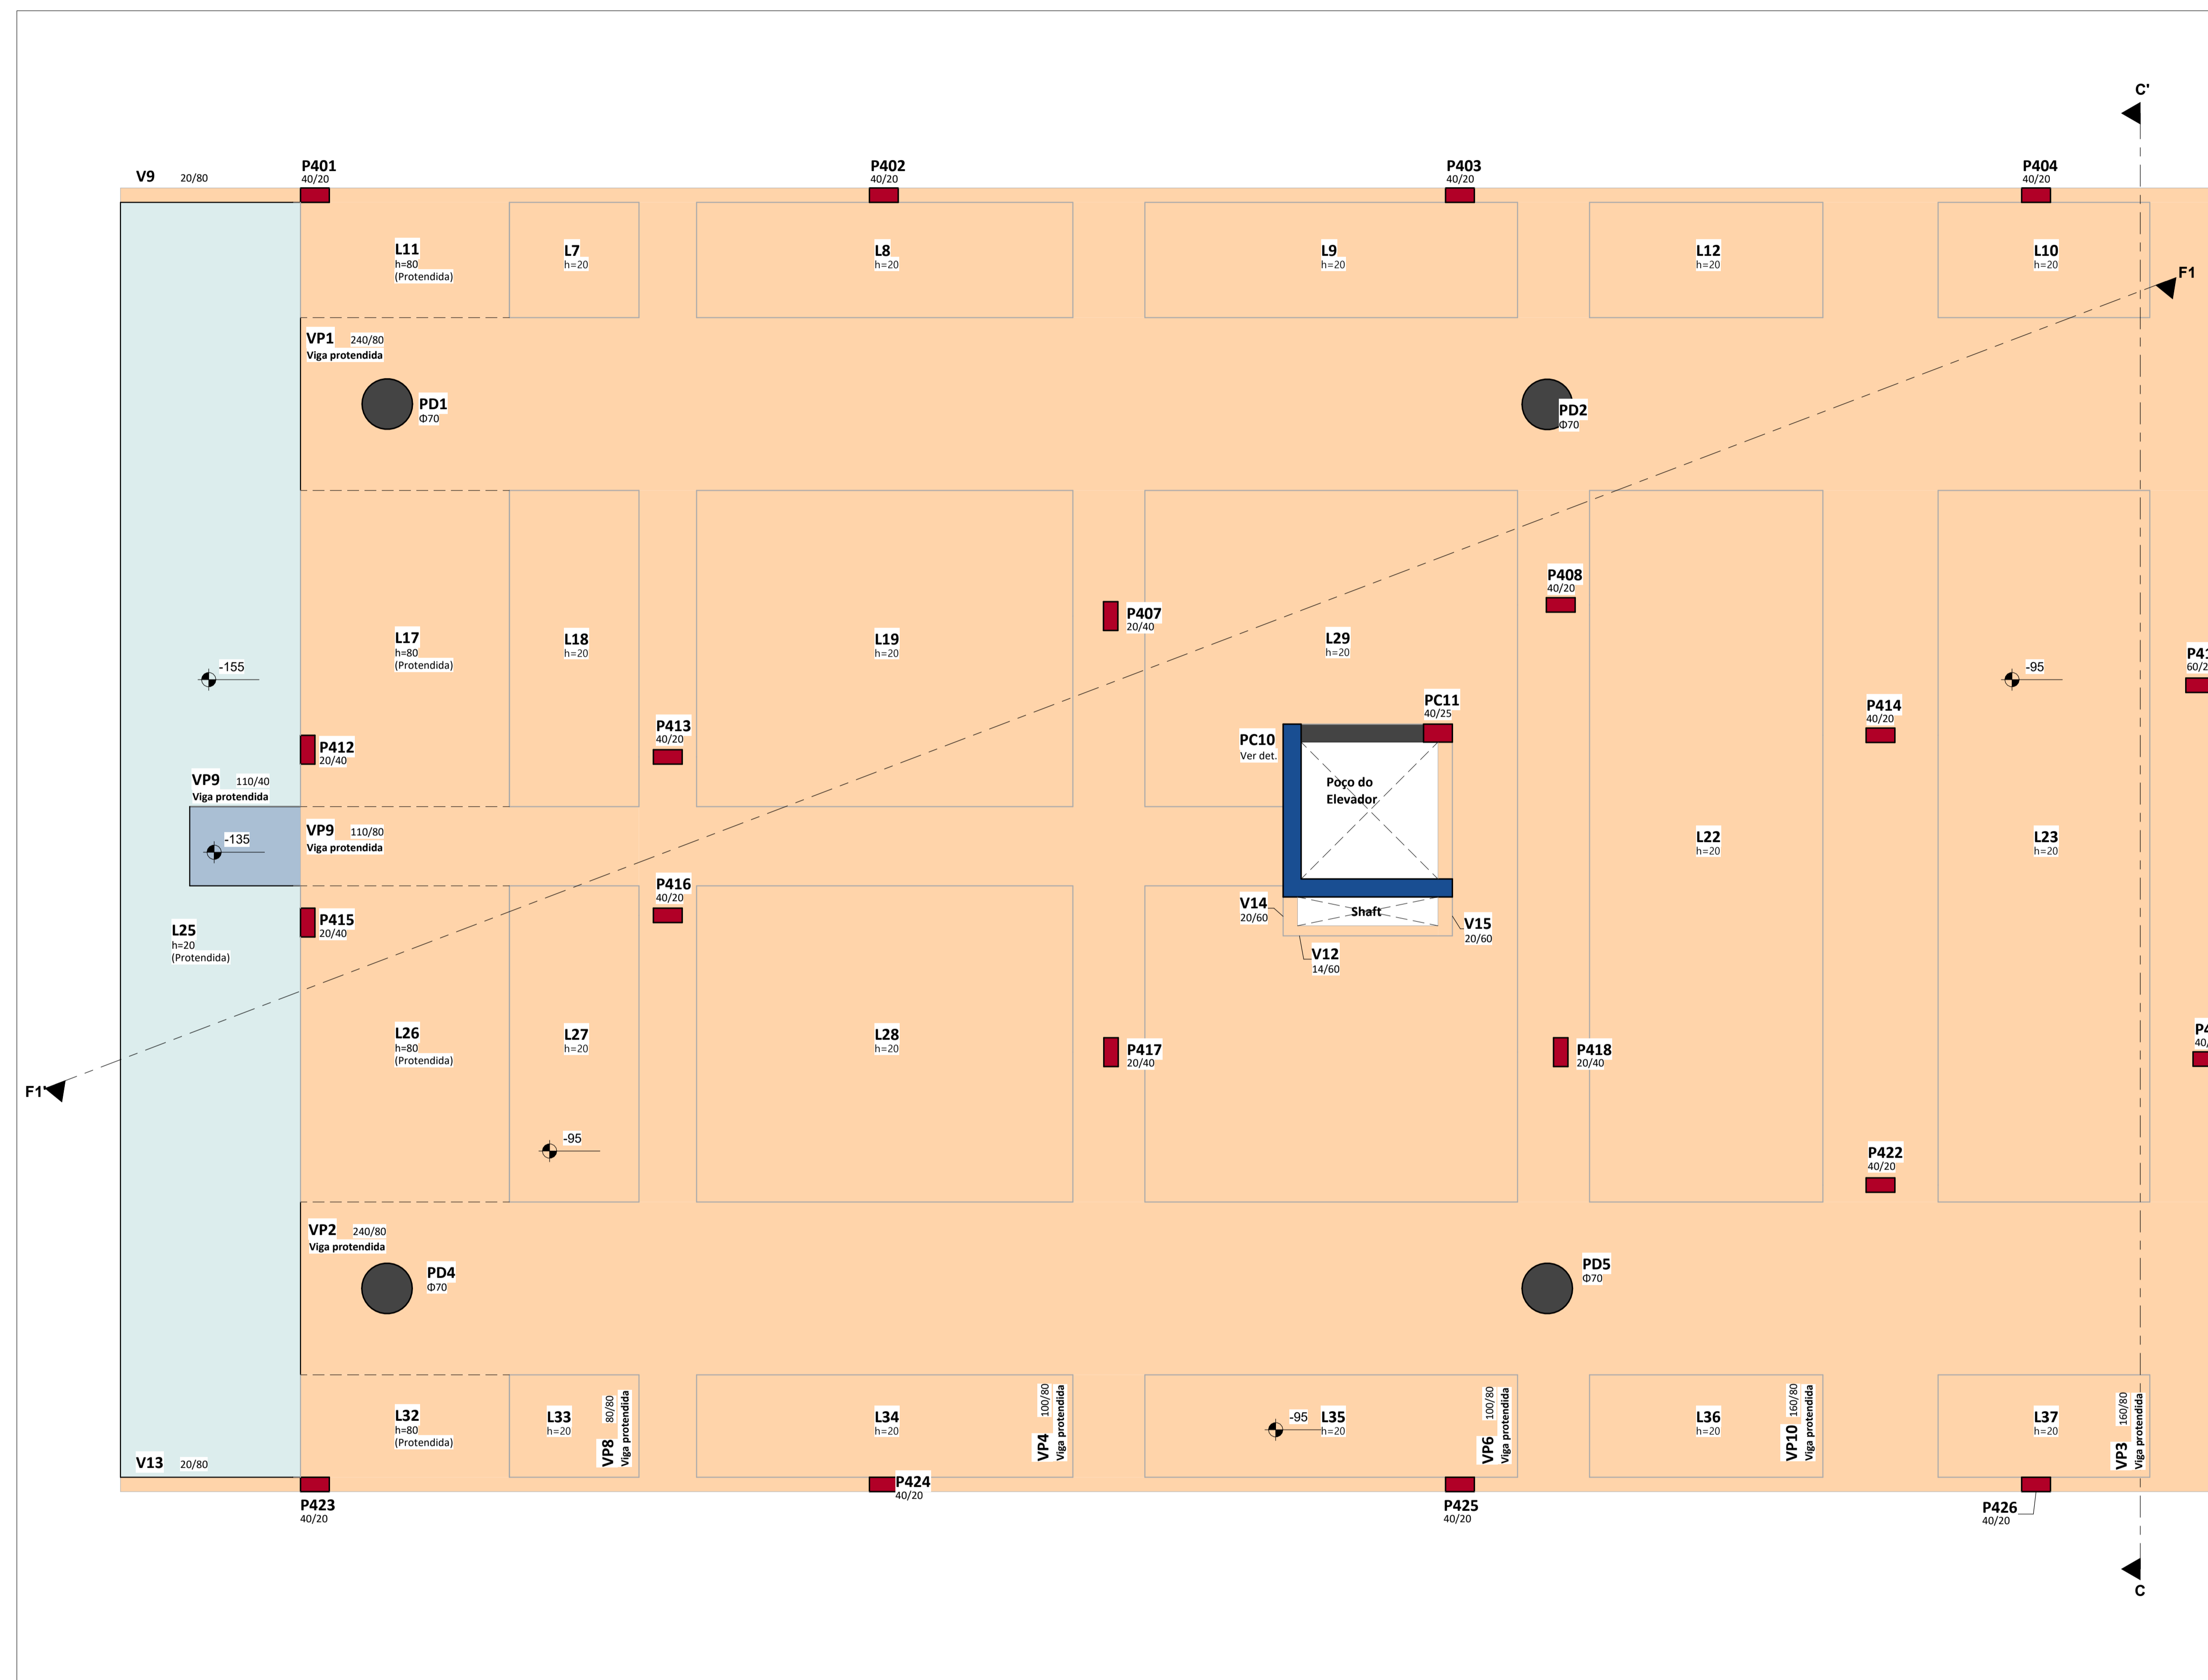 C'
P401
40/20
P402
40/20
P403
40/20
P404
40/20
V9 20/80
L11
h=80
(Protendida)
L7
h=20
L8
h=20
L9
h=20
L12
h=20
L10
h=20
F1
VP1 240/80
Viga protendida
PD1
Φ70
PD2
Φ70
P408
40/20
P407
20/40
L17
h=80
(Protendida)
L18
h=20
L19
h=20
L29
h=20
-155
-95
60/2
PC11
40/25
P414
40/20
P413
40/20
P412
20/40
PC10
Ver det.
Poço do
Elevador
VP9 110/40
Viga protendida
VP9 110/80
Viga protendida
-135
L22
h=20
L23
h=20
P416
40/20
P415
20/40
V14
20/60
Shaft
V15
20/60
L25
h=20
(Protendida)
V12
14/60
L26
h=80
(Protendida)
L27
h=20
L28
h=20
P417
20/40
P418
20/40
40/
F1'
-95
P422
40/20
VP2 240/80
Viga protendida
PD4
Φ70
PD5
Φ70
L32
h=80
(Protendida)
L33
h=20
VP8 80/80
Viga protendida
L34
h=20
VP4 100/80
Viga protendida
-95
L35
h=20
VP6 100/80
Viga protendida
L36
h=20
VP10 160/80
Viga protendida
L37
h=20
VP3 160/80
Viga protendida
V13 20/80
P423
40/20
P424
40/20
P425
40/20
P426
40/20
C